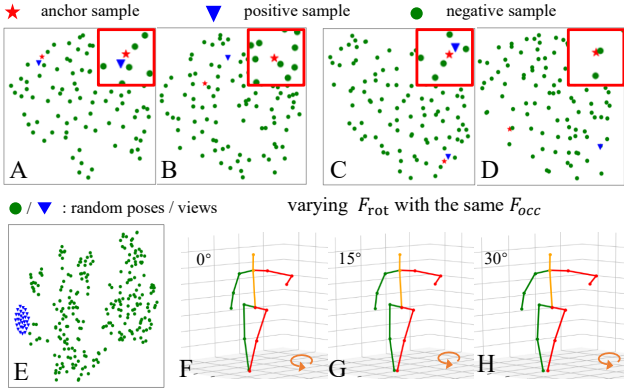 anchor sample positive sample negative sample
A B C D
/ : random poses / views
varying F_rot with the same F_occ
0° 15° 30°
E F G H